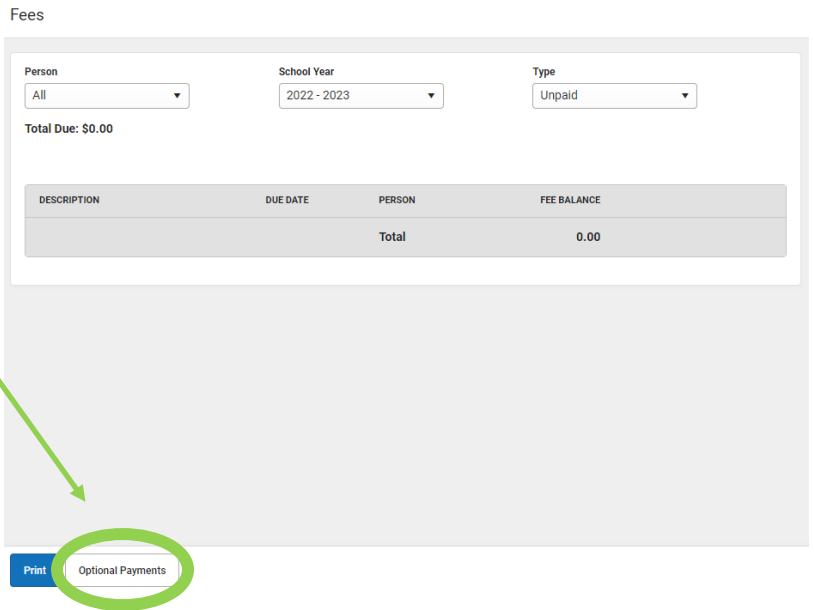 Fees
Person School Year Type
All 2022 - 2023 Unpaid
Total Due: $0.00
DESCRIPTION DUE DATE PERSON FEE BALANCE
Total 0.00
Print Optional Payments